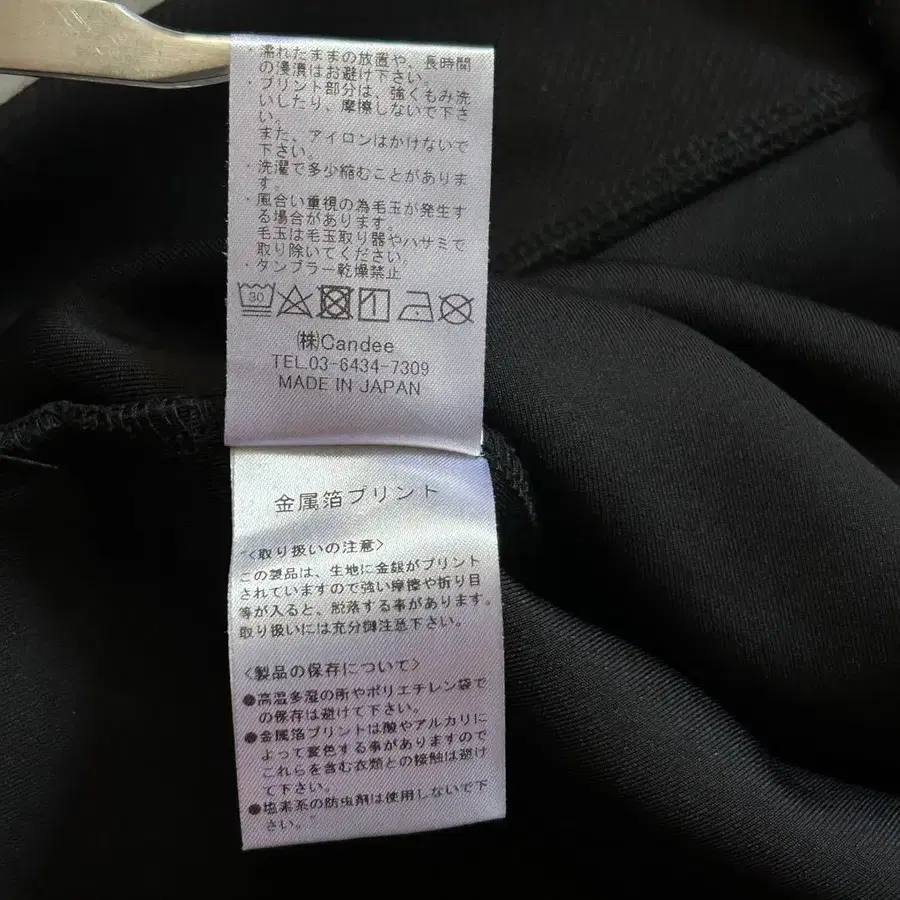 ・濡れたままの放置や、長時間
の浸漬はお避け下さい。
・プリント部分は、強くもみ洗
いしたり、摩擦しないで下さ
い。
また、アイロンはかけないで
下さい。
・洗濯で多少縮むことがありま
す。
・風合い重視の為毛玉が発生す
る場合があります。
毛玉は毛玉取り器やハサミで
取り除いてください。
・タンブラー乾燥禁止
30
㈱Candee
TEL.03-6434-7309
MADE IN JAPAN
金属箔プリント
"<取り扱いの注意>
この製品は、生地に金銀がプリント
されていますので強い摩擦や折り目
等が入ると、脱落する事があります。
取り扱いには充分御注意下さい。
<製品の保存について>
●高温多湿の所やポリエチレン袋で
の保存は避けて下さい。
●金属箔プリントは酸やアルカリに
よって変色する事がありますので
これらを含む衣類との接触は避け
て下さい。
●塩素系の防虫剤は使用しないで下
さい。"